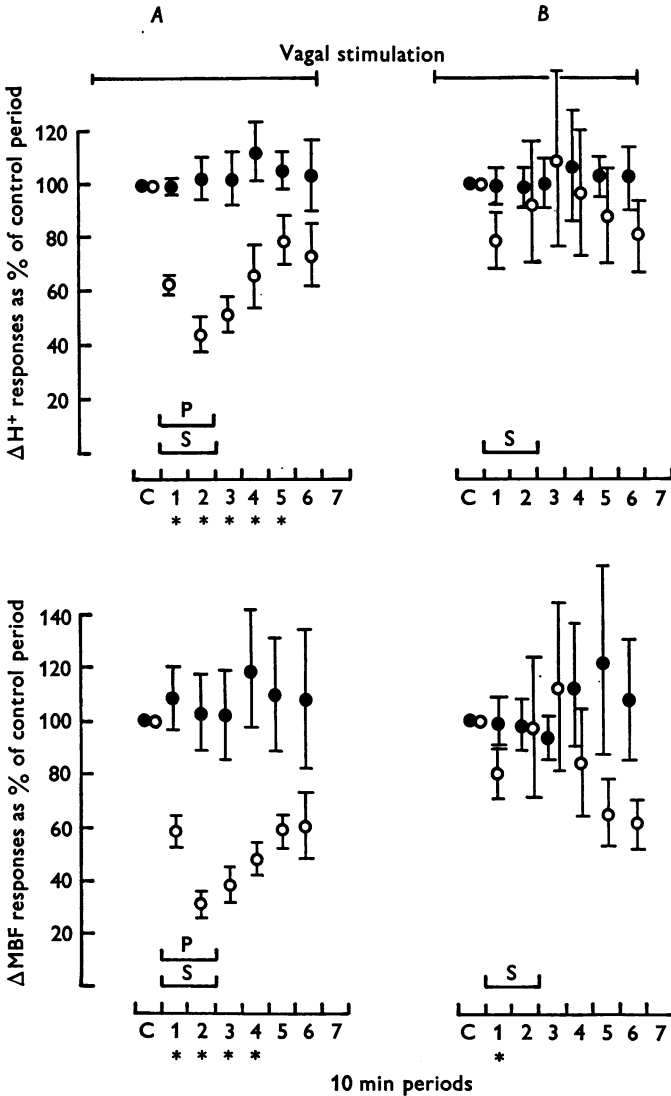 A B
Vagal stimulation
ΔH+ responses as % of control period
120
100
80
60
40
20
P
S
S
C 1 2 3 4 5 6 7
* * * * *
C 1 2 3 4 5 6 7
ΔMBF responses as % of control period
140
120
100
80
60
40
20
P
S
S
C 1 2 3 4 5 6 7
* * * *
C 1 2 3 4 5 6 7
*
10 min periods